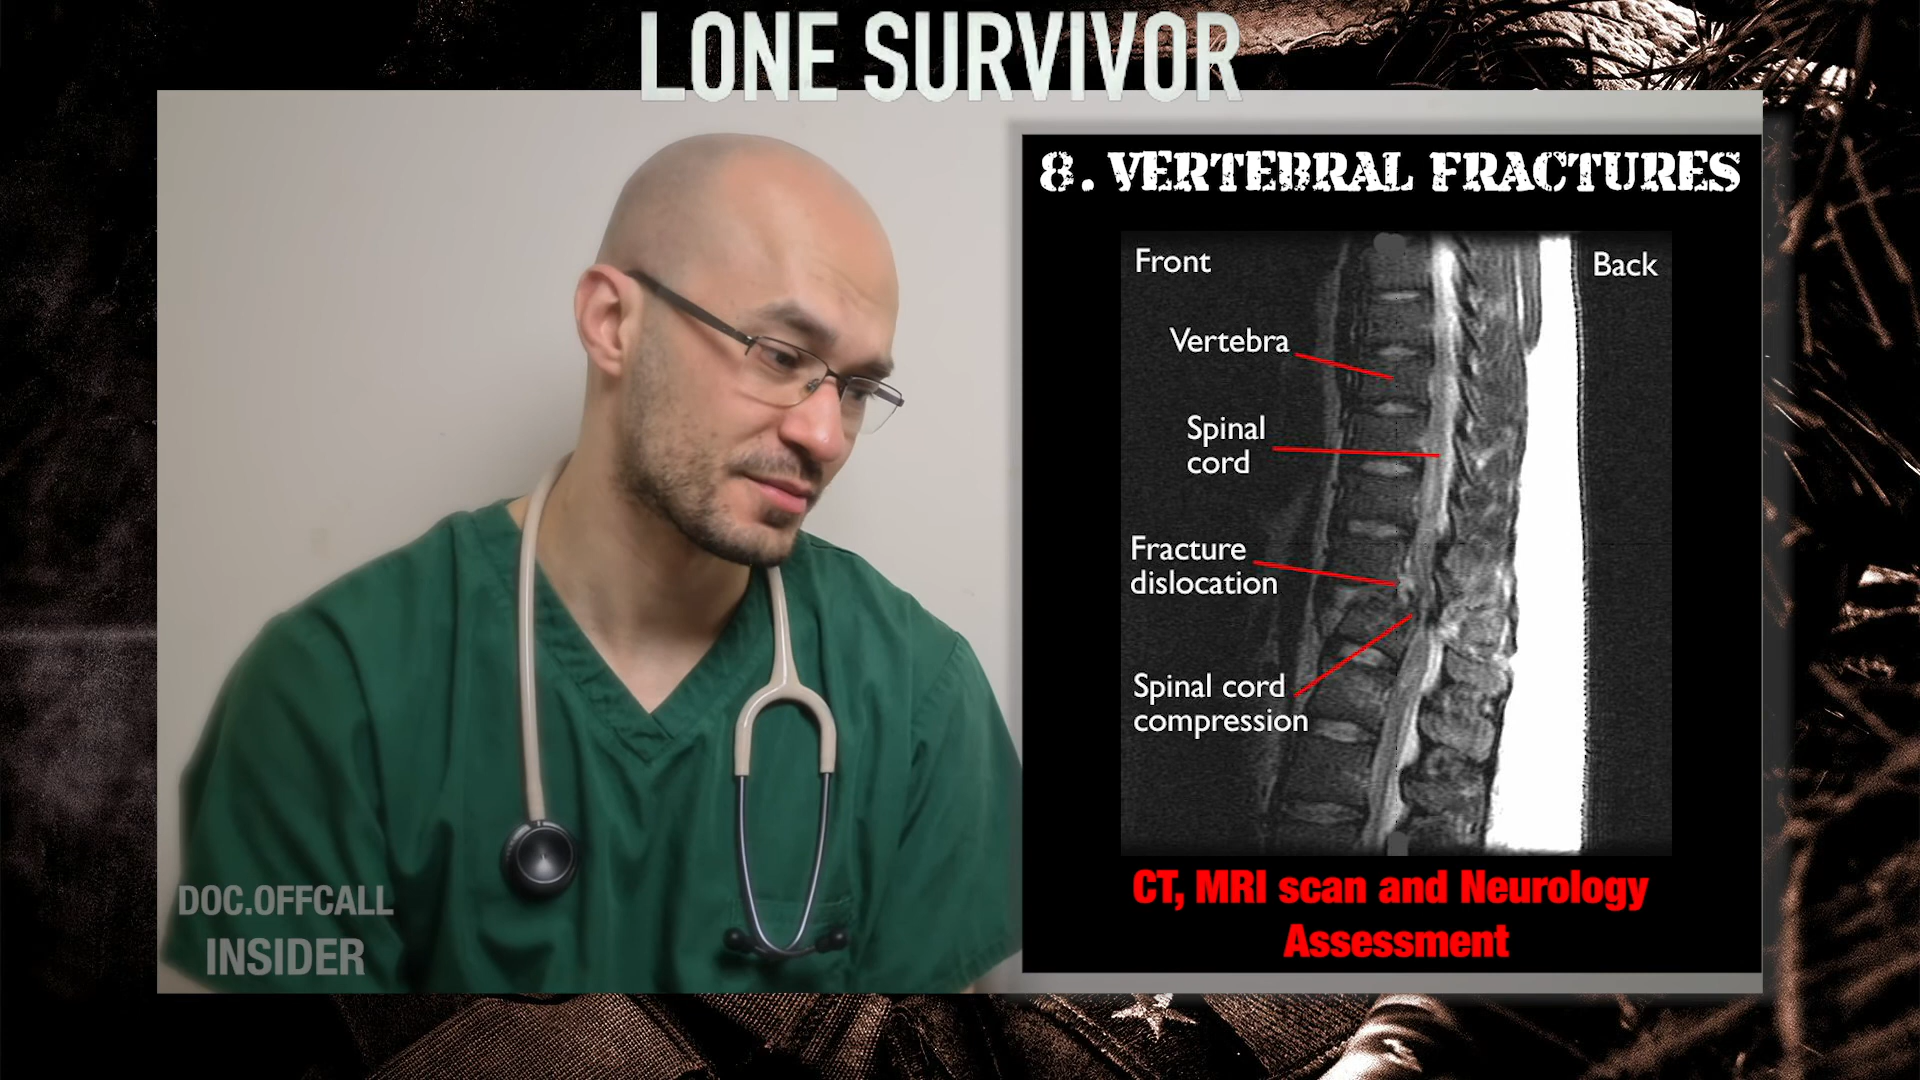 LONE SURVIVOR
8. VERTEBRAL FRACTURES
Front
Back
Vertebra
Spinal
cord
Fracture
dislocation
Spinal cord
compression
CT, MRI scan and Neurology
Assessment
DOC.OFFCALL
INSIDER